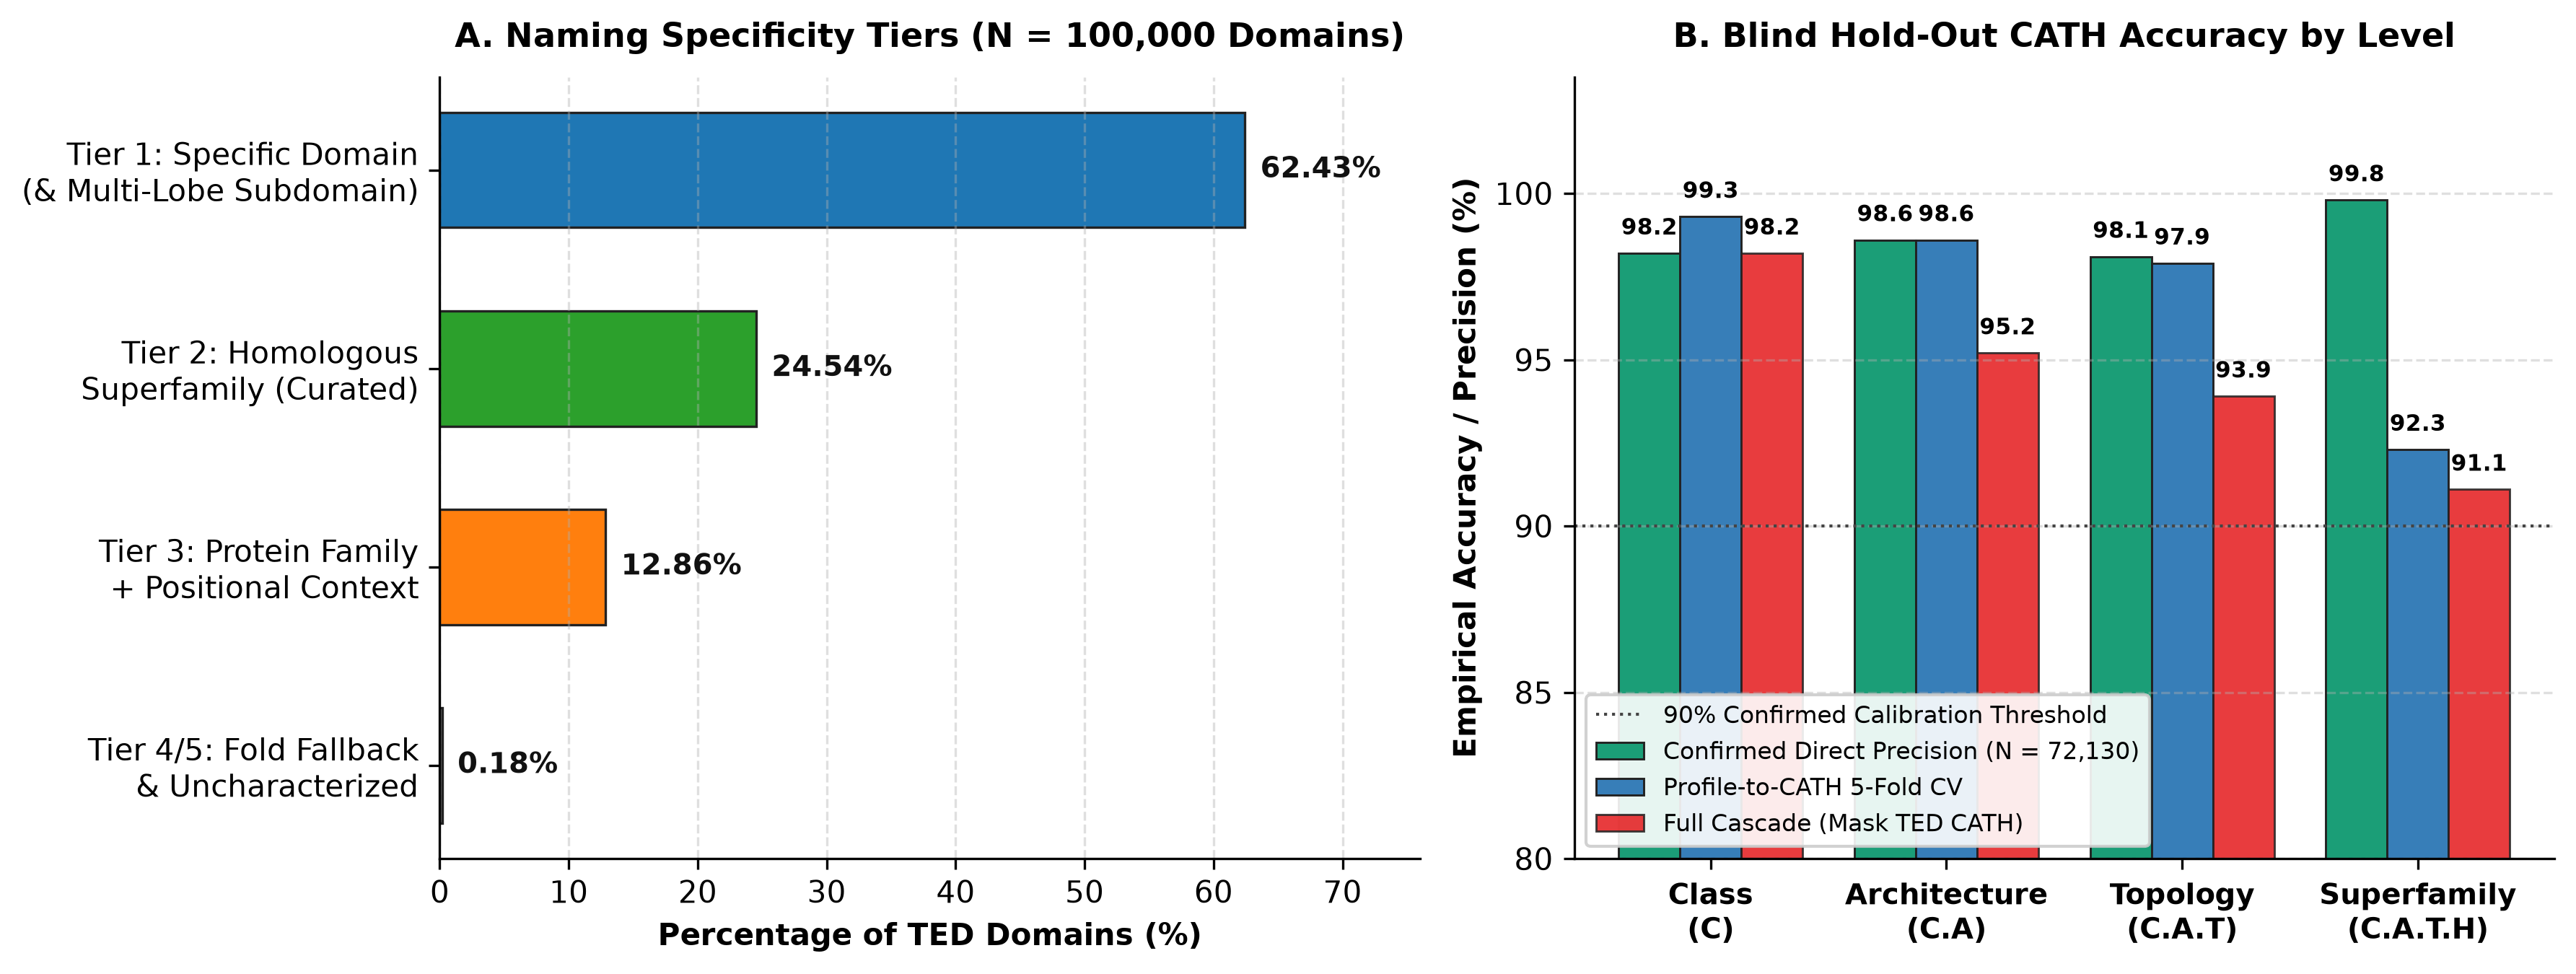 A. Naming Specificity Tiers (N = 100,000 Domains)
Tier 1: Specific Domain
(& Multi-Lobe Subdomain)
62.43%
Tier 2: Homologous
Superfamily (Curated)
24.54%
Tier 3: Protein Family
+ Positional Context
12.86%
Tier 4/5: Fold Fallback
& Uncharacterized
0.18%
0 10 20 30 40 50 60 70
Percentage of TED Domains (%)
B. Blind Hold-Out CATH Accuracy by Level
Empirical Accuracy / Precision (%)
100
95
90
85
80
98.2 99.3 98.2
98.6 98.6 95.2
98.1 97.9 93.9
99.8 92.3 91.1
90% Confirmed Calibration Threshold
Confirmed Direct Precision (N = 72,130)
Profile-to-CATH 5-Fold CV
Full Cascade (Mask TED CATH)
Class
(C)
Architecture
(C.A)
Topology
(C.A.T)
Superfamily
(C.A.T.H)